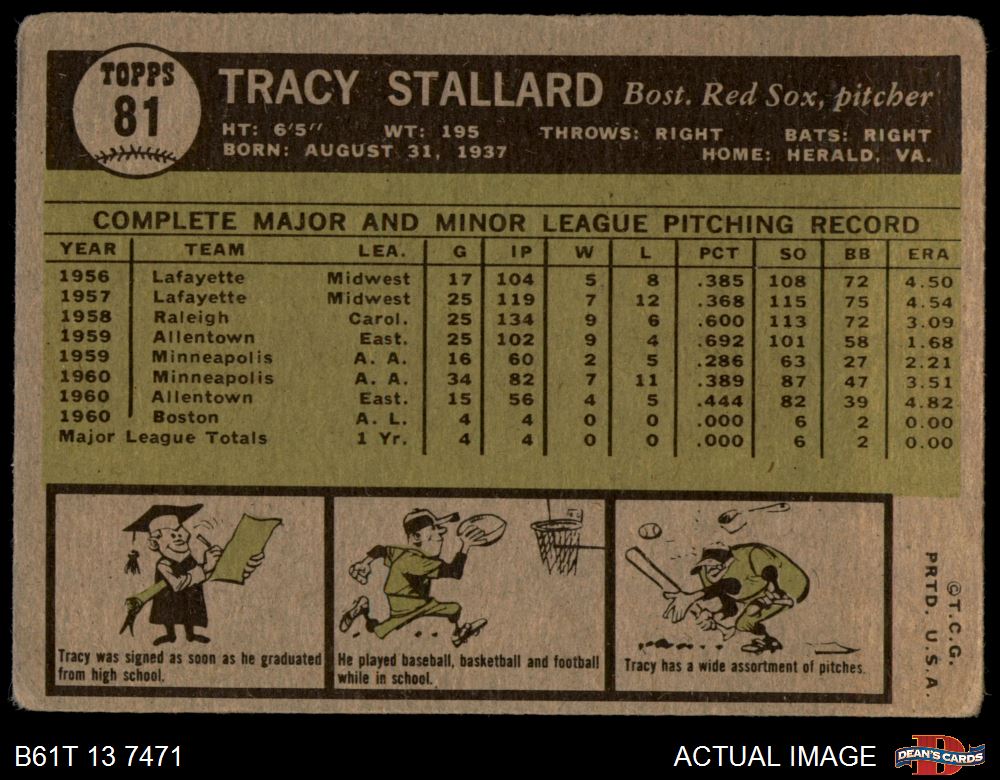 TOPPS
81
TRACY STALLARD Bost. Red Sox, pitcher
HT: 6'5" WT: 195 THROWS: RIGHT BATS: RIGHT
BORN: AUGUST 31, 1937 HOME: HERALD, VA.
COMPLETE MAJOR AND MINOR LEAGUE PITCHING RECORD
YEAR TEAM LEA. G IP W L PCT SO BB ERA
1956 Lafayette Midwest 17 104 5 8 .385 108 72 4.50
1957 Lafayette Midwest 25 119 7 12 .368 115 75 4.54
1958 Raleigh Carol. 25 134 9 6 .600 113 72 3.09
1959 Allentown East. 25 102 9 4 .692 101 58 1.68
1959 Minneapolis A. A. 16 60 2 5 .286 63 27 2.21
1960 Minneapolis A. A. 34 82 7 11 .389 87 47 3.51
1960 Allentown East. 15 56 4 5 .444 82 39 4.82
1960 Boston A. L. 4 4 0 0 .000 6 2 0.00
Major League Totals 1 Yr. 4 4 0 0 .000 6 2 0.00
Tracy was signed as soon as he graduated
from high school.
He played baseball, basketball and football
while in school.
Tracy has a wide assortment of pitches.
©T.C.G.
PRTD. U.S.A.
B61T 13 7471
ACTUAL IMAGE
DEAN'S CARDS